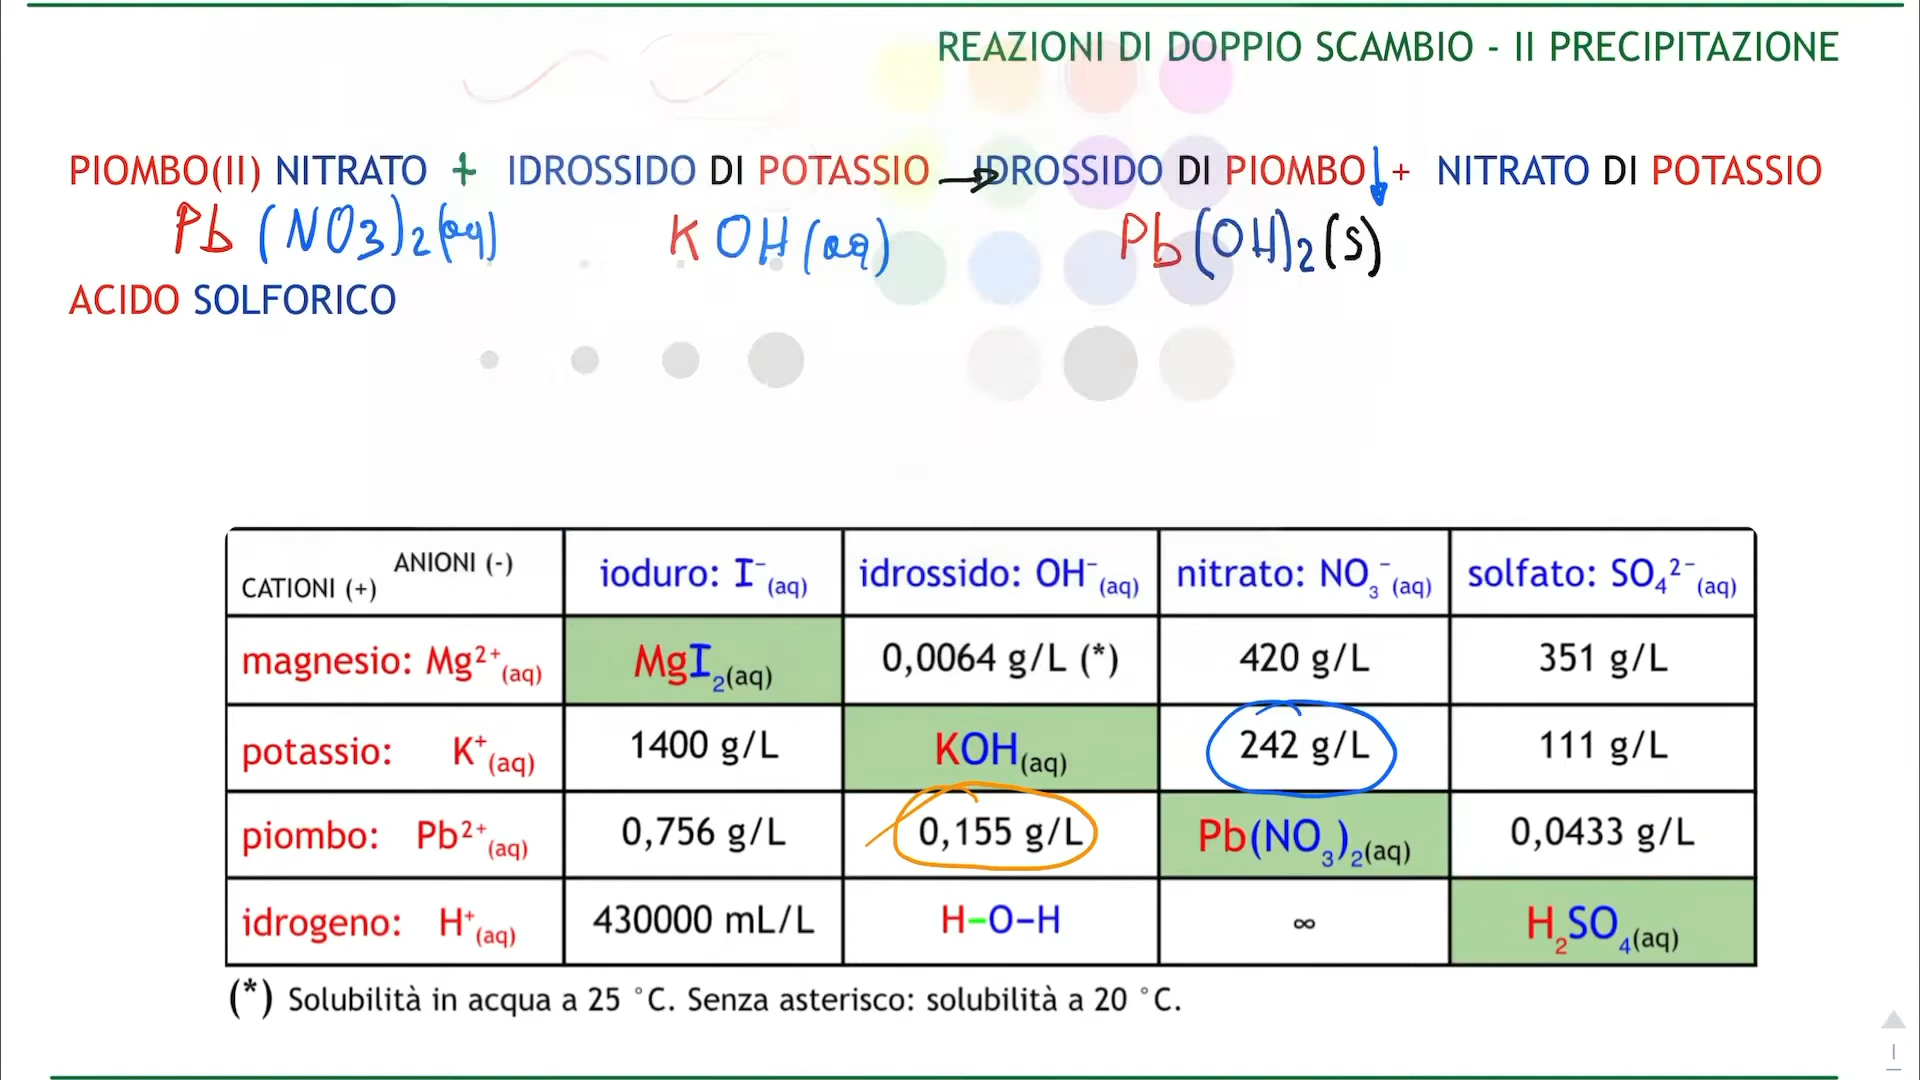 REAZIONI DI DOPPIO SCAMBIO - II PRECIPITAZIONE
PIOMBO(II) NITRATO + IDROSSIDO DI POTASSIO → IDROSSIDO DI PIOMBO ↓ + NITRATO DI POTASSIO
Pb (NO3)2(aq) KOH(aq) Pb(OH)2(s)
ACIDO SOLFORICO
ANIONI (-)
CATIONI (+)
ioduro: I⁻(aq) idrossido: OH⁻(aq) nitrato: NO₃⁻(aq) solfato: SO₄²⁻(aq)
magnesio: Mg²⁺(aq) MgI₂(aq) 0,0064 g/L (*) 420 g/L 351 g/L
potassio: K⁺(aq) 1400 g/L KOH(aq) 242 g/L 111 g/L
piombo: Pb²⁺(aq) 0,756 g/L 0,155 g/L Pb(NO₃)₂(aq) 0,0433 g/L
idrogeno: H⁺(aq) 430000 mL/L H-O-H ∞ H₂SO₄(aq)
(*) Solubilità in acqua a 25 °C. Senza asterisco: solubilità a 20 °C.